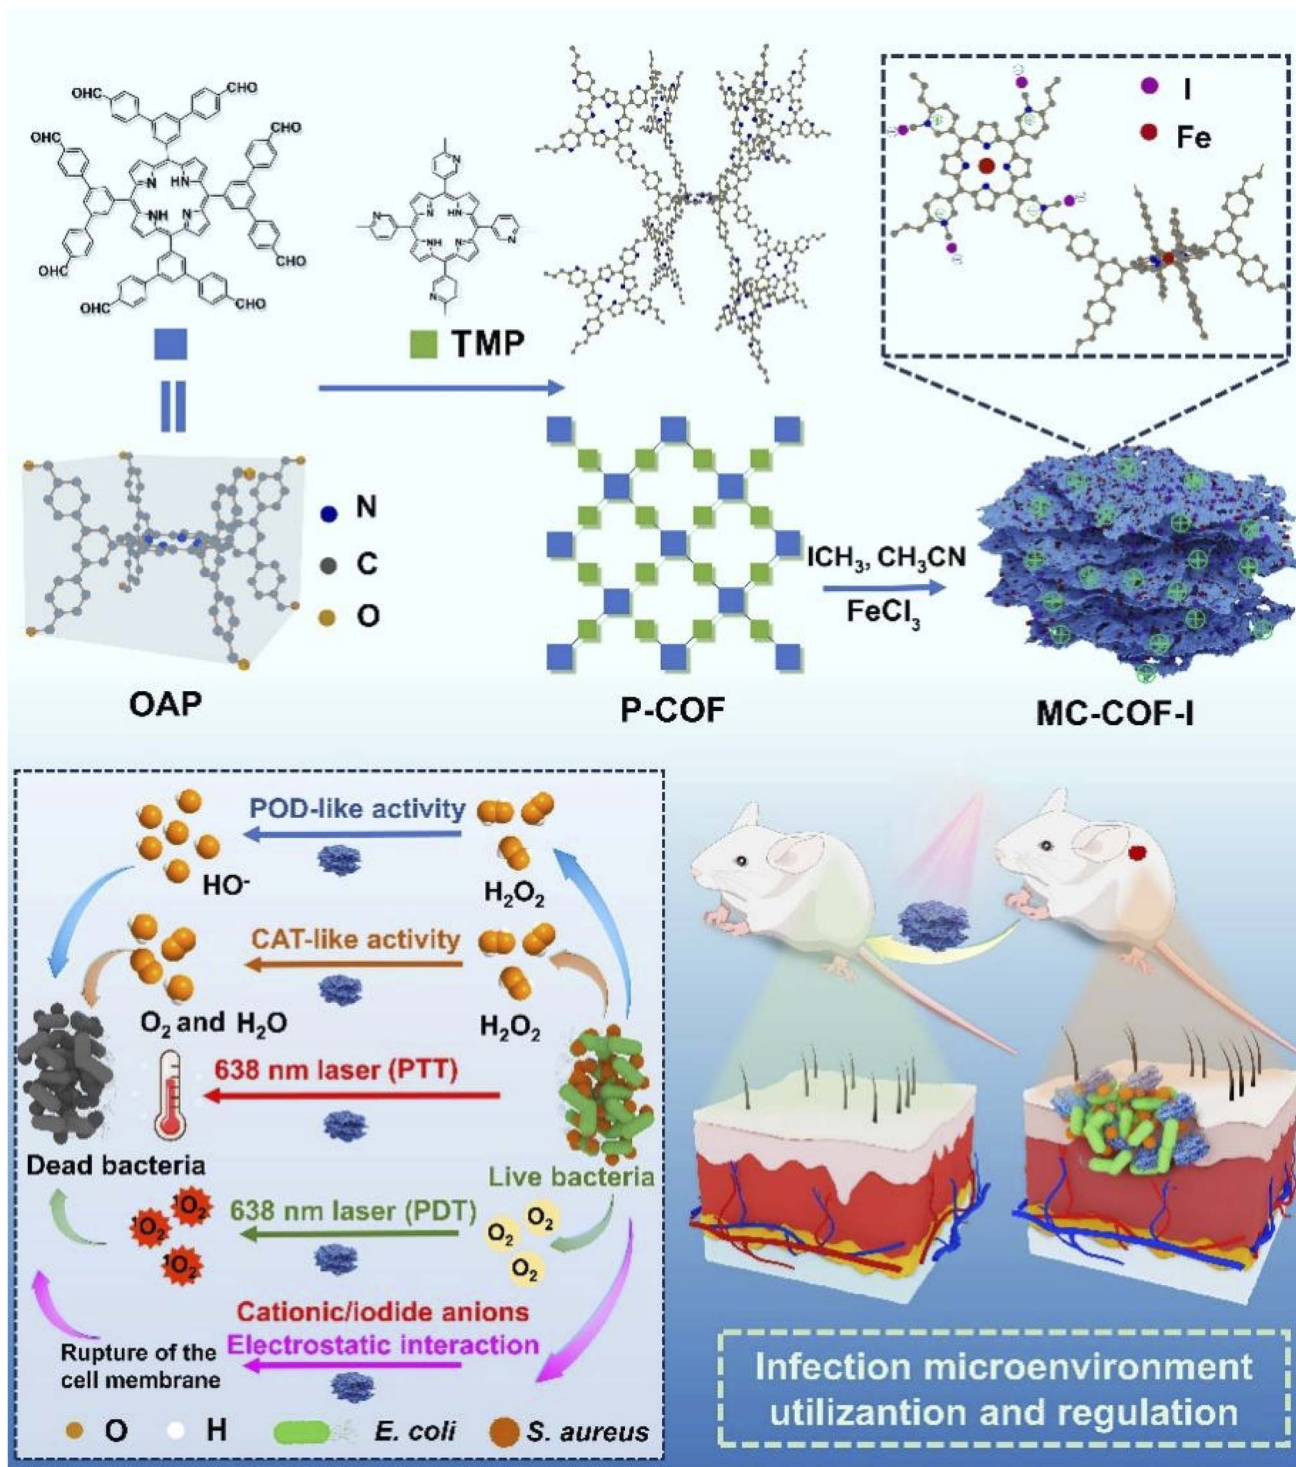 OHC CHO
OHC CHO
OHC CHO
OHC CHO
N HN
NH N
N HN
NH N
N N
N N
TMP
I
Fe
N
C
O
ICH₃, CH₃CN
FeCl₃
OAP
P-COF
MC-COF-I
POD-like activity
HO⁻
H₂O₂
CAT-like activity
O₂ and H₂O
H₂O₂
638 nm laser (PTT)
Dead bacteria
Live bacteria
638 nm laser (PDT)
¹O₂
¹O₂
¹O₂
O₂
O₂
O₂
Cationic/iodide anions
Electrostatic interaction
Rupture of the
cell membrane
O H E. coli S. aureus
Infection microenvironment
utilizantion and regulation